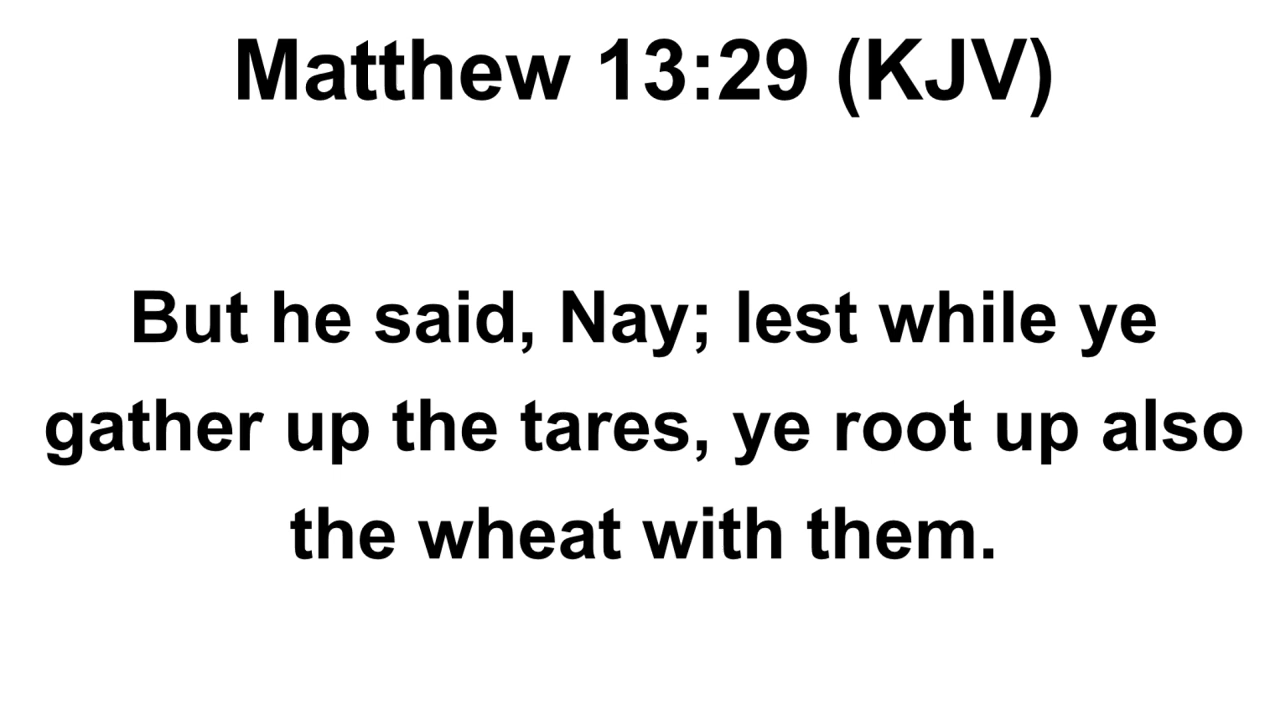 Matthew 13:29 (KJV)
But he said, Nay; lest while ye
gather up the tares, ye root up also
the wheat with them.